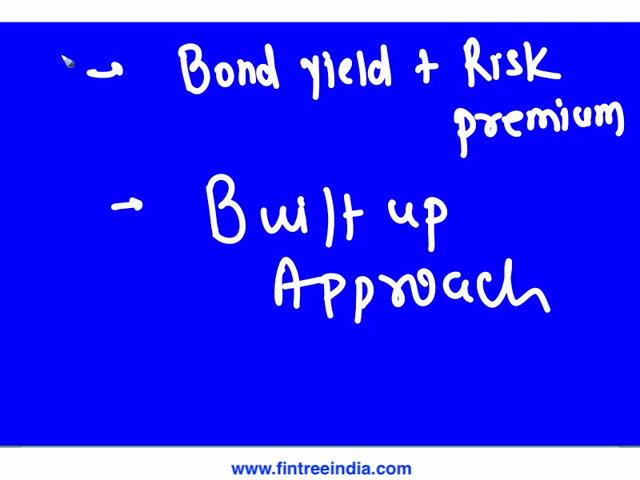 → Bond yield + Risk
premium
→ Built up
Approach
www.fintreeindia.com